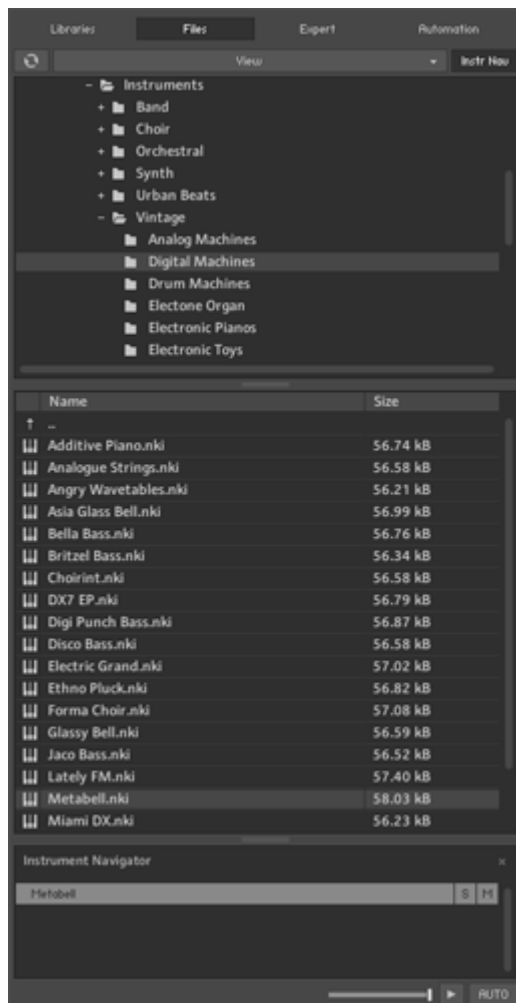 Libraries Files Expert Automation
View Instr Nav
− Instruments
+ Band
+ Choir
+ Orchestral
+ Synth
+ Urban Beats
− Vintage
Analog Machines
Digital Machines
Drum Machines
Electone Organ
Electronic Pianos
Electronic Toys
Name Size
↑ ..
Additive Piano.nki 56.74 kB
Analogue Strings.nki 56.58 kB
Angry Wavetables.nki 56.21 kB
Asia Glass Bell.nki 56.99 kB
Bella Bass.nki 56.76 kB
Britzel Bass.nki 56.34 kB
Choirint.nki 56.58 kB
DX7 EP.nki 56.79 kB
Digi Punch Bass.nki 56.87 kB
Disco Bass.nki 56.58 kB
Electric Grand.nki 57.02 kB
Ethno Pluck.nki 56.82 kB
Forma Choir.nki 57.08 kB
Glassy Bell.nki 56.59 kB
Jaco Bass.nki 56.52 kB
Lately FM.nki 57.40 kB
Metabell.nki 58.03 kB
Miami DX.nki 56.23 kB
Instrument Navigator ×
Metabell S M
AUTO